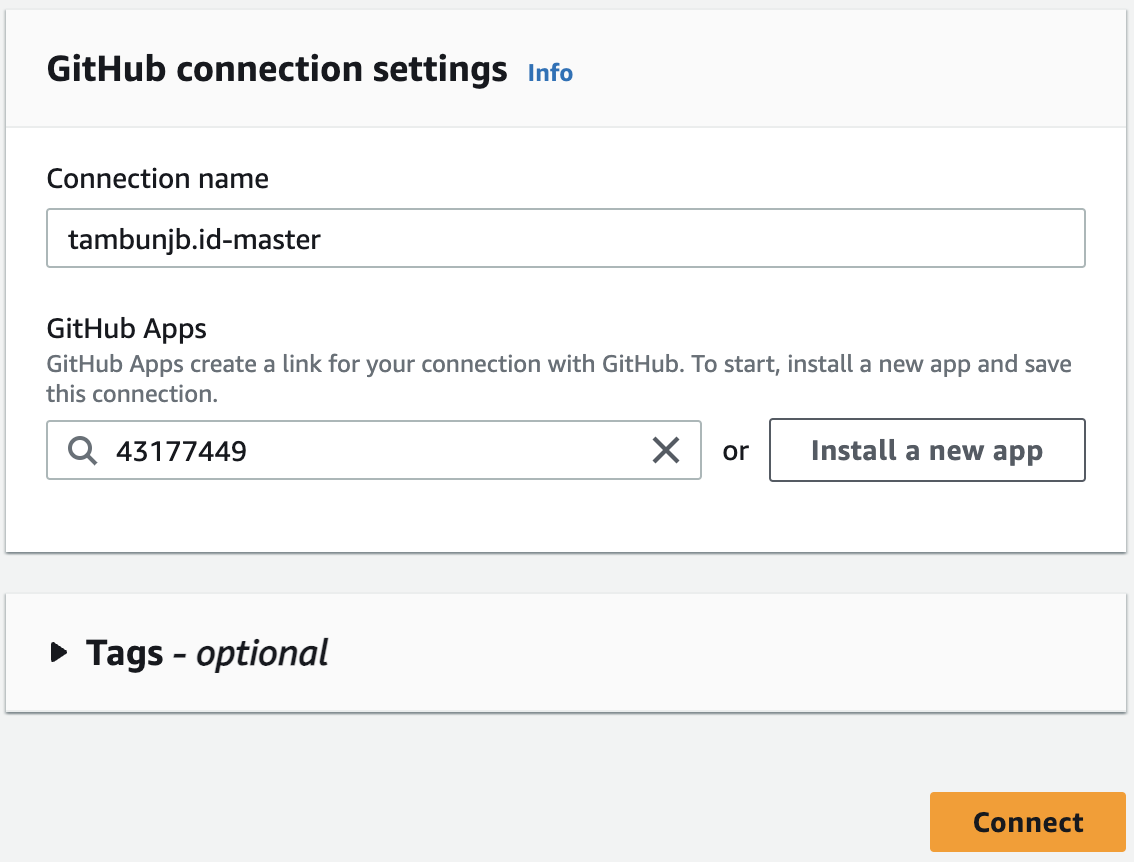 GitHub connection settings Info
Connection name
tambunjb.id-master
GitHub Apps
GitHub Apps create a link for your connection with GitHub. To start, install a new app and save
this connection.
43177449 or Install a new app
Tags - optional
Connect